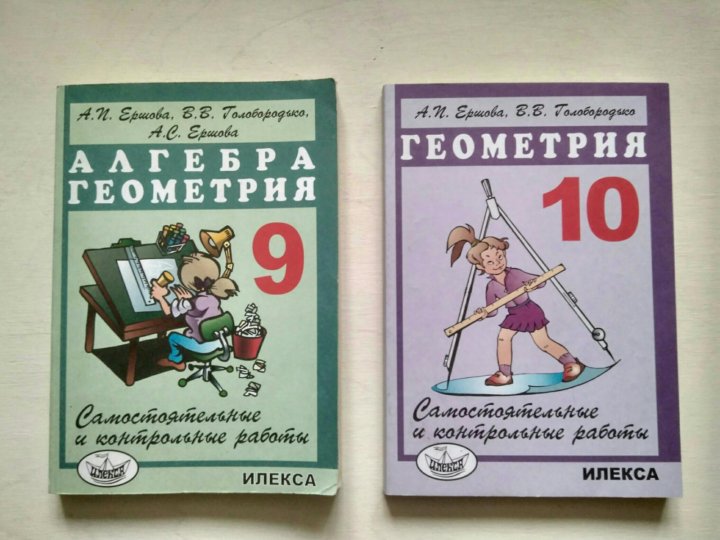 А.П. Ершова, В.В. Голобородько,
А.С. Ершова
АЛГЕБРА
ГЕОМЕТРИЯ
9
Самостоятельные
и контрольные работы
ИЛЕКСА
ИЛЕКСА
А.П. Ершова, В.В. Голобородько
ГЕОМЕТРИЯ
10
Самостоятельные
и контрольные работы
ИЛЕКСА
ИЛЕКСА